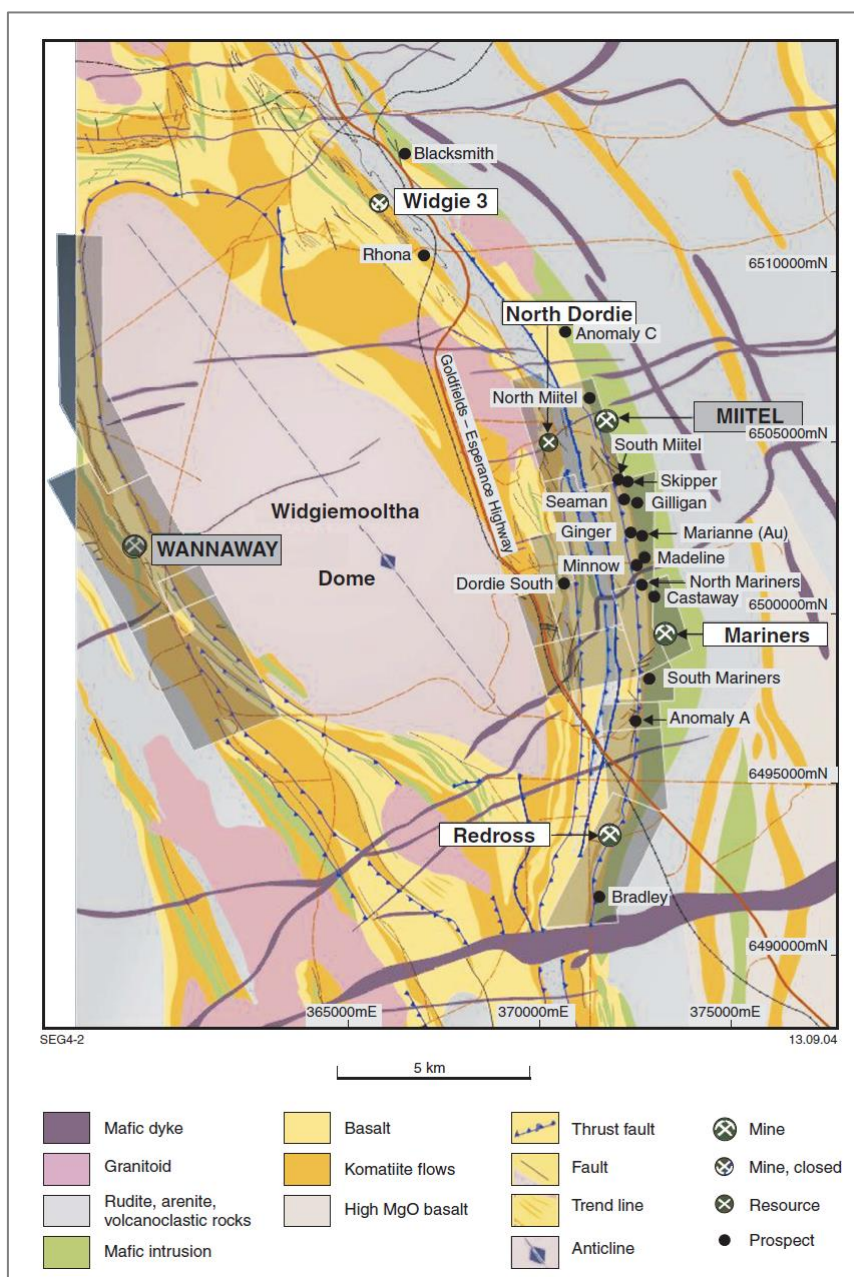 Blacksmith
Widgie 3
Rhona
6510000mN
North Dordie
Anomaly C
North Miitel
MIITEL
6505000mN
South Miitel
Goldfields – Esperance Highway
Skipper
Seaman
Gilligan
Widgiemooltha
Ginger
Marianne (Au)
WANNAWAY
Madeline
Minnow
Dome
Dordie South
North Mariners
Castaway
6500000mN
Mariners
South Mariners
Anomaly A
6495000mN
Redross
Bradley
6490000mN
365000mE
370000mE
375000mE
SEG4-2
13.09.04
5 km
Mafic dyke
Granitoid
Rudite, arenite,
volcanoclastic rocks
Mafic intrusion
Basalt
Komatiite flows
High MgO basalt
Thrust fault
Fault
Trend line
Anticline
Mine
Mine, closed
Resource
Prospect